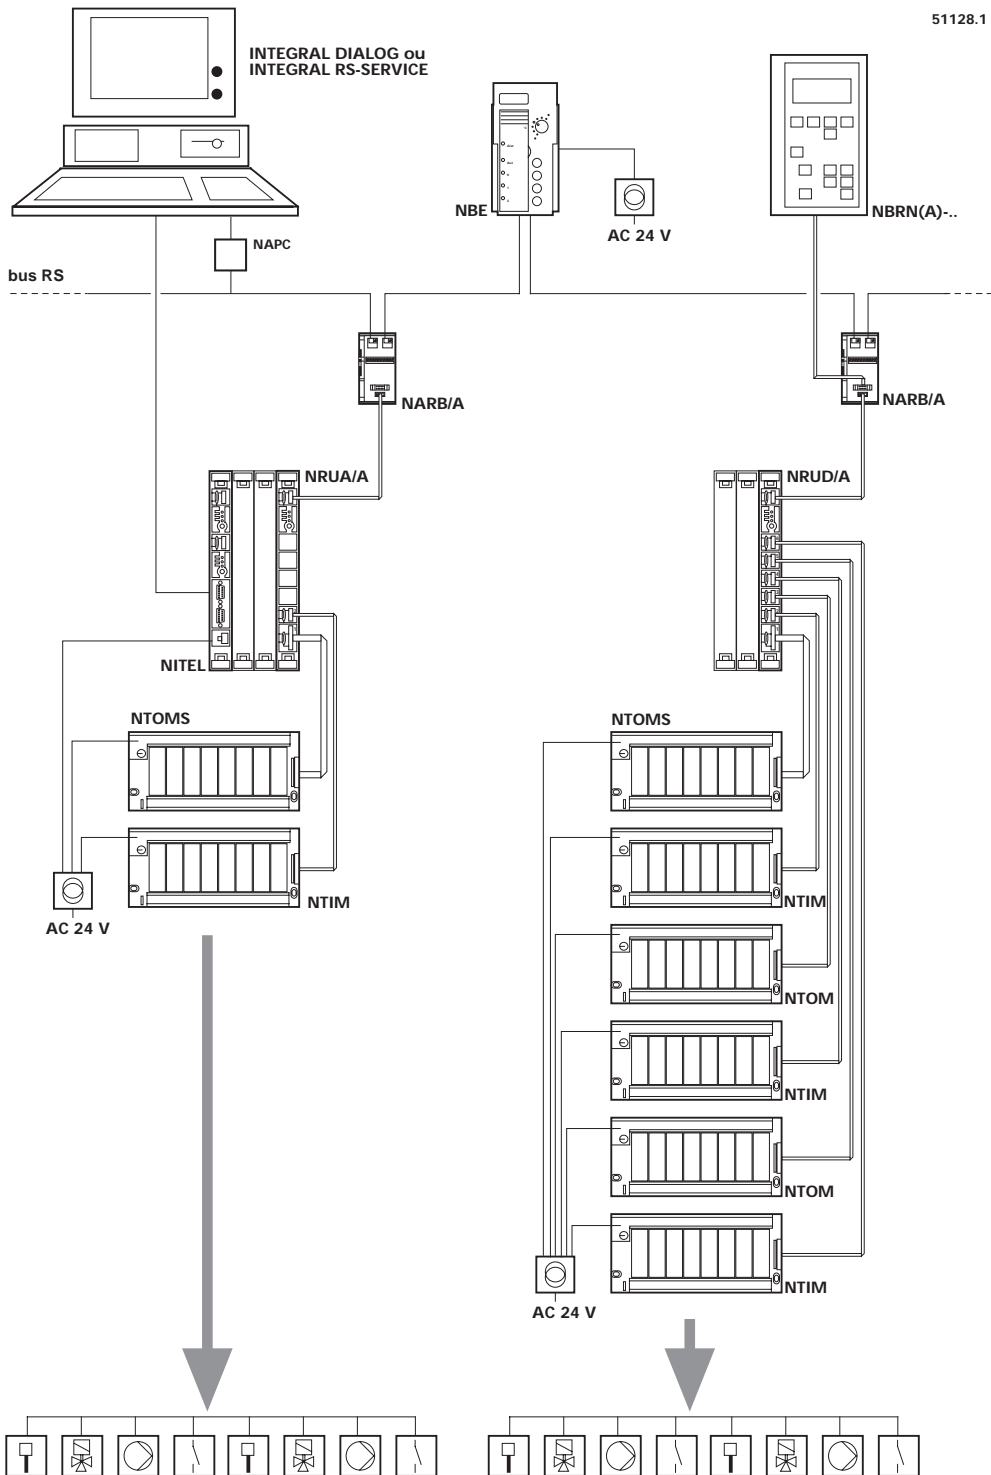 51128.1
INTEGRAL DIALOG ou
INTEGRAL RS-SERVICE
NBE
AC 24 V
NBRN(A)-..
NAPC
bus RS
NARB/A
NARB/A
NRUA/A
NRUD/A
NITEL
NTOMS
NTOMS
NTIM
AC 24 V
NTIM
NTOM
NTIM
NTOM
NTIM
AC 24 V